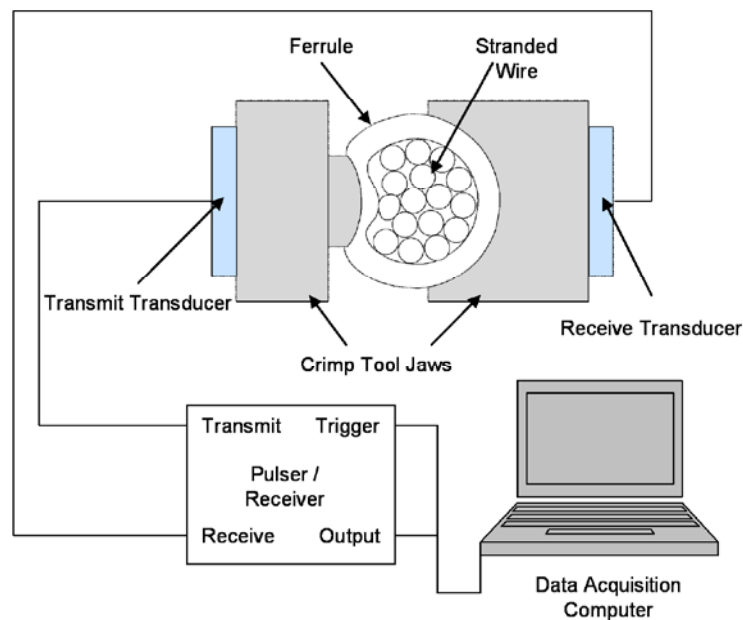 Ferrule
Stranded
Wire
Transmit Transducer
Receive Transducer
Crimp Tool Jaws
Transmit Trigger
Pulser /
Receiver
Receive Output
Data Acquisition
Computer